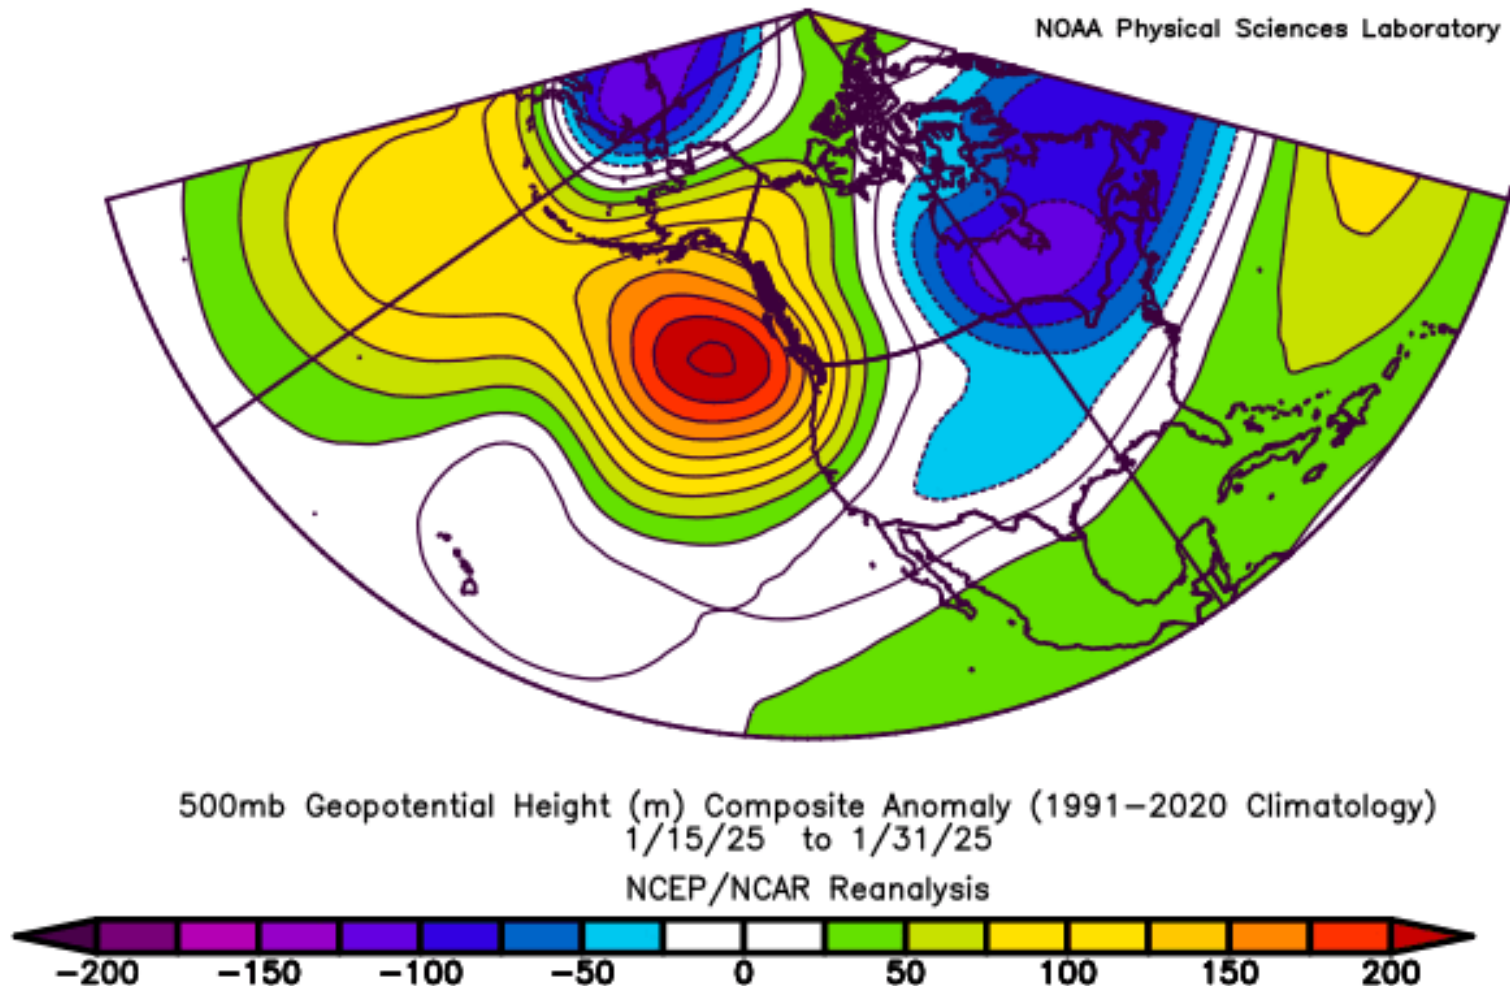 NOAA Physical Sciences Laboratory
500mb Geopotential Height (m) Composite Anomaly (1991−2020 Climatology)
1/15/25 to 1/31/25
NCEP/NCAR Reanalysis
−200 −150 −100 −50 0 50 100 150 200